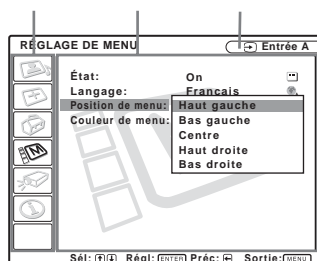 RÉGLAGE DE MENU Entrée A
État: On
Langage: Français
Position de menu: Haut gauche
Couleur de menu: Bas gauche
Centre
Haut droite
Bas droite
Sél: Régl: ENTER Préc: Sortie: MENU